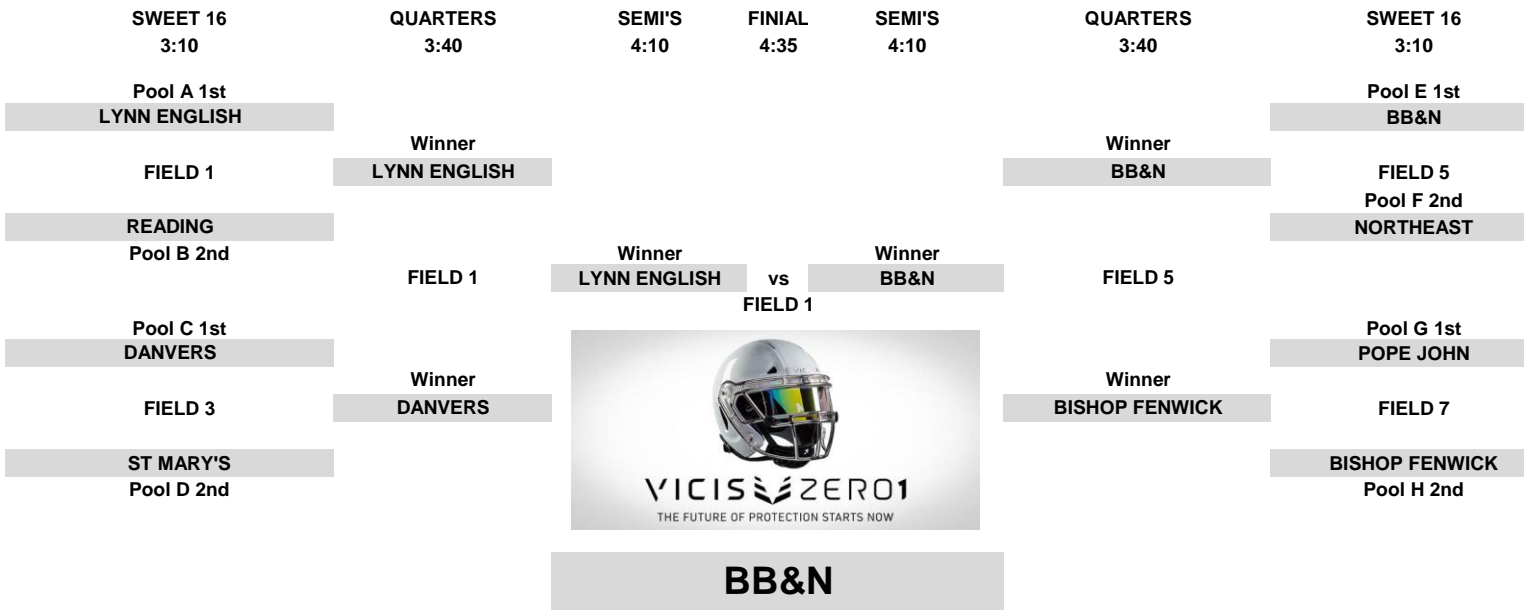 SWEET 16 QUARTERS SEMI'S FINIAL SEMI'S QUARTERS SWEET 16
3:10 3:40 4:10 4:35 4:10 3:40 3:10
Pool A 1st Pool E 1st
LYNN ENGLISH BB&N
Winner Winner
FIELD 1 LYNN ENGLISH BB&N FIELD 5
Pool F 2nd
READING NORTHEAST
Pool B 2nd Winner Winner
FIELD 1 LYNN ENGLISH vs BB&N FIELD 5
FIELD 1
Pool C 1st Pool G 1st
DANVERS POPE JOHN
Winner Winner
FIELD 3 DANVERS BISHOP FENWICK FIELD 7
ST MARY'S BISHOP FENWICK
Pool D 2nd Pool H 2nd
VICIS ZERO1
THE FUTURE OF PROTECTION STARTS NOW
BB&N